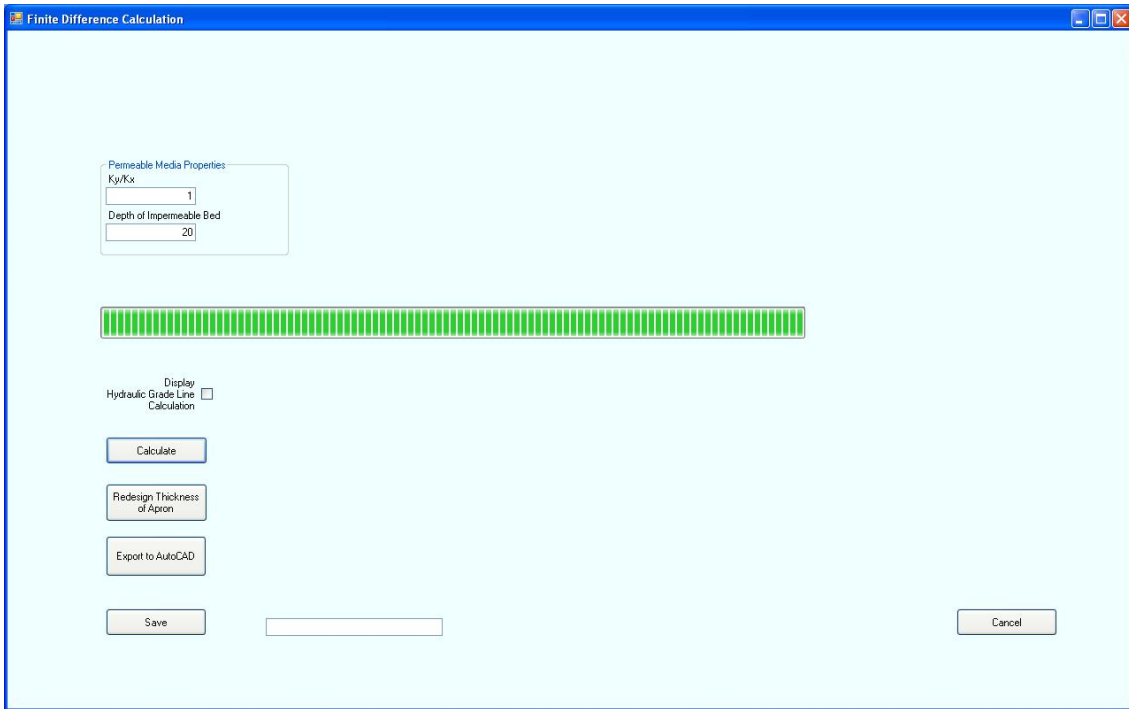 Finite Difference Calculation
Permeable Media Properties
Ky/Kx
1
Depth of Impermeable Bed
20
Display
Hydraulic Grade Line
Calculation
Calculate
Redesign Thickness
of Apron
Export to AutoCAD
Save
Cancel